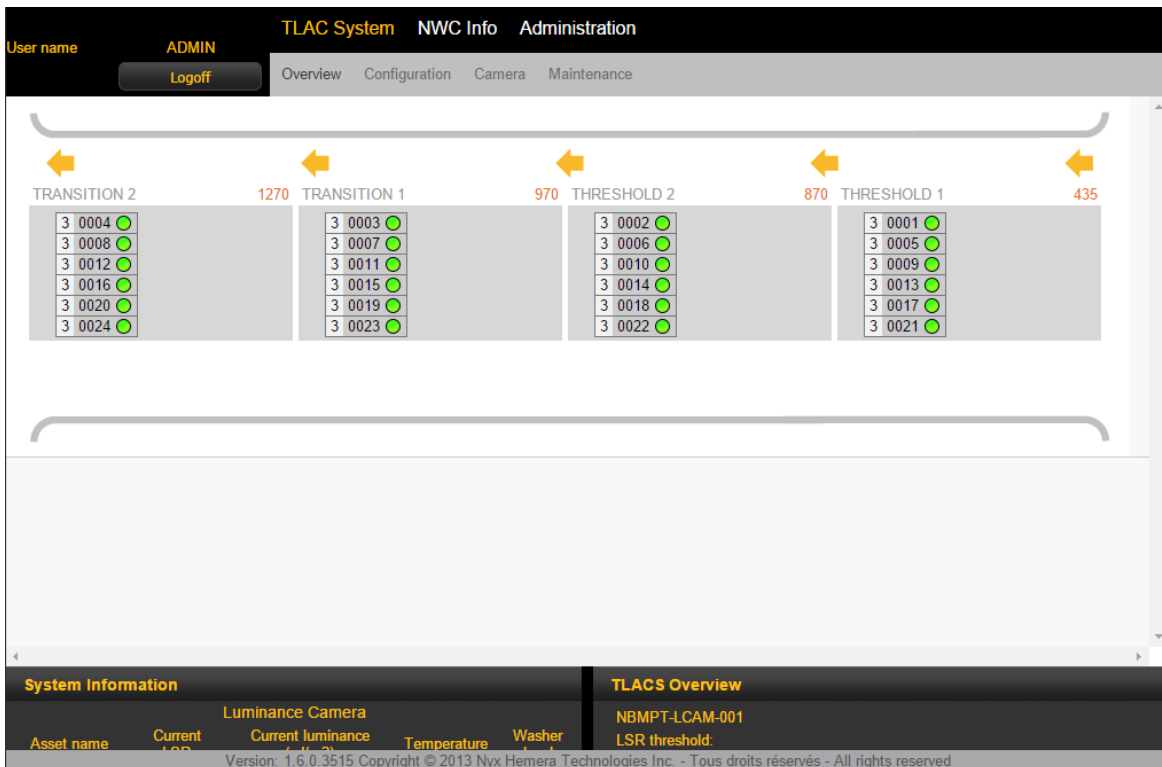 TLAC System NWC Info Administration
User name ADMIN
Logoff
Overview Configuration Camera Maintenance
TRANSITION 2 1270 TRANSITION 1 970 THRESHOLD 2 870 THRESHOLD 1 435
3 0004 3 0003 3 0002 3 0001
3 0008 3 0007 3 0006 3 0005
3 0012 3 0011 3 0010 3 0009
3 0016 3 0015 3 0014 3 0013
3 0020 3 0019 3 0018 3 0017
3 0024 3 0023 3 0022 3 0021
System Information
Luminance Camera
Asset name Current Current luminance Temperature Washer
TLACS Overview
NBMPT-LCAM-001
LSR threshold:
Version: 1.6.0.3515 Copyright © 2013 Nyx Hemera Technologies Inc. - Tous droits réservés - All rights reserved